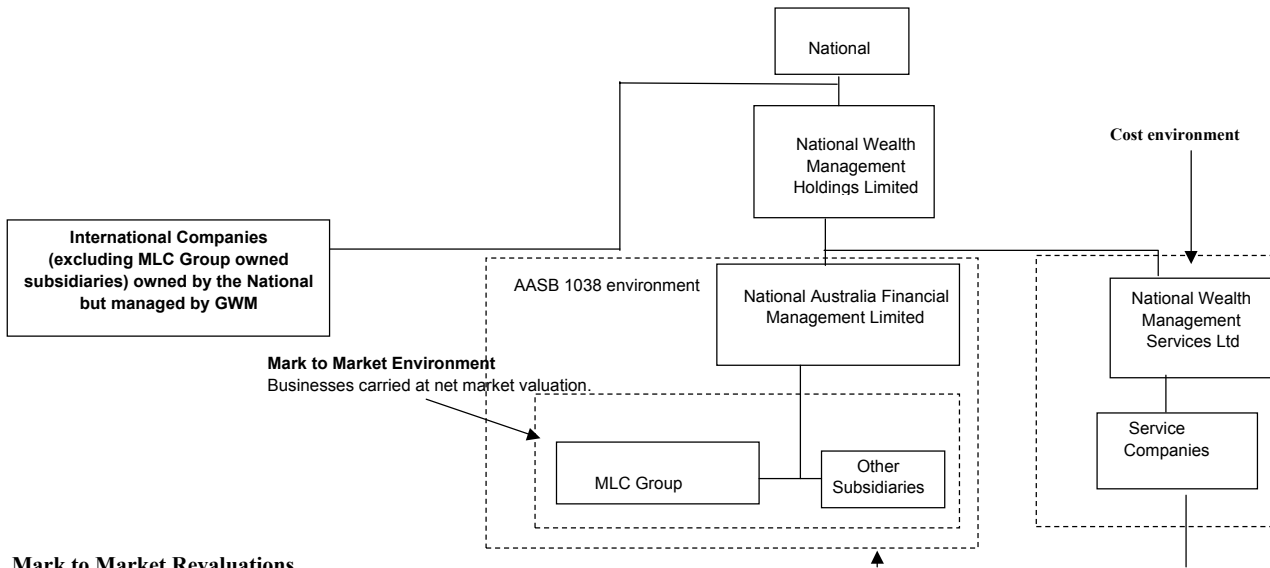 National
National Wealth
Management
Holdings Limited
Cost environment
International Companies
(excluding MLC Group owned
subsidiaries) owned by the National
but managed by GWM
AASB 1038 environment
National Australia Financial
Management Limited
National Wealth
Management
Services Ltd
Mark to Market Environment
Businesses carried at net market valuation.
MLC Group
Other
Subsidiaries
Service
Companies
Mark to Market Revaluations